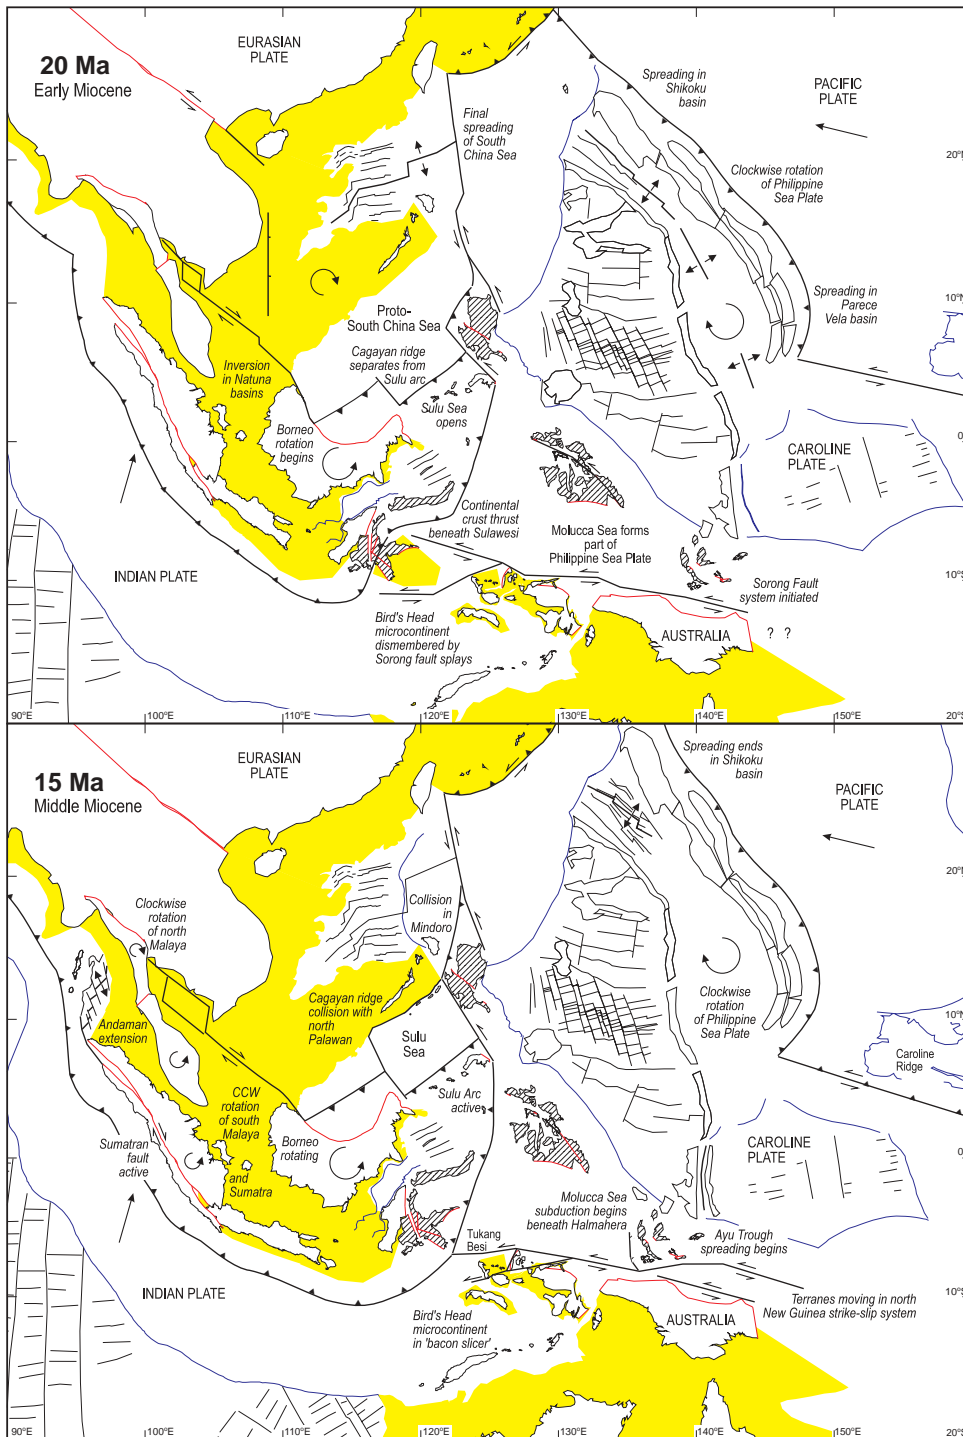 20 Ma
Early Miocene
EURASIAN
PLATE
Spreading in
Shikoku
basin
PACIFIC
PLATE
Final
spreading
of South
China Sea
20°N
Clockwise rotation
of Philippine
Sea Plate
Spreading in
Parece
Vela basin
10°N
Proto-
South China Sea
Cagayan ridge
separates from
Sulu arc
Inversion
in Natuna
basins
Sulu Sea
opens
Borneo
rotation
begins
0
CAROLINE
PLATE
Continental
crust thrust
beneath Sulawesi
Molucca Sea forms
part of
Philippine Sea Plate
INDIAN PLATE
10°S
Sorong Fault
system initiated
Bird's Head
microcontinent
dismembered by
Sorong fault splays
AUSTRALIA
? ?
90°E
100°E
110°E
120°E
130°E
140°E
150°E
20°S
15 Ma
Middle Miocene
EURASIAN
PLATE
Spreading ends
in Shikoku
basin
PACIFIC
PLATE
20°N
Clockwise
rotation
of north
Malaya
Collision
in
Mindoro
Cagayan ridge
collision with
north
Palawan
Clockwise
rotation
of Philippine
Sea Plate
10°N
Andaman
extension
Sulu
Sea
Caroline
Ridge
CCW
rotation
of south
Malaya
and
Sumatra
Sulu Arc
active
Sumatran
fault
active
Borneo
rotating
CAROLINE
PLATE
0
Molucca Sea
subduction begins
beneath Halmahera
Ayu Trough
spreading begins
Tukang
Besi
INDIAN PLATE
10°S
Terranes moving in north
New Guinea strike-slip system
Bird's Head
microcontinent
in 'bacon slicer'
AUSTRALIA
90°E
100°E
110°E
120°E
130°E
140°E
150°E
20°S